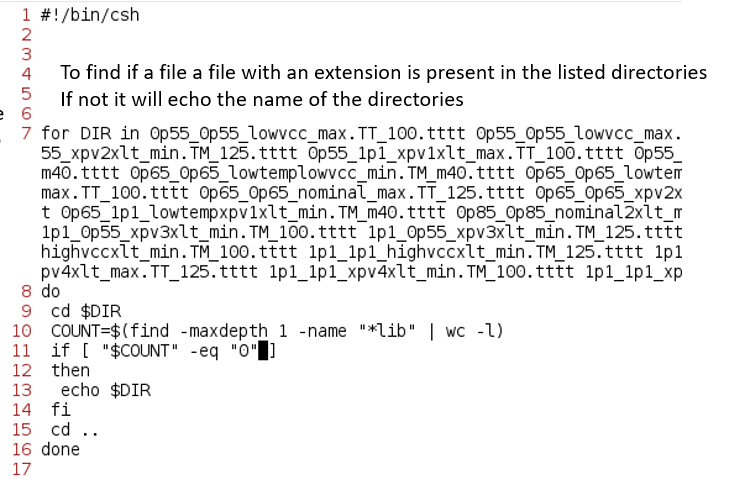 1 #!/bin/csh
2
3
4 To find if a file a file with an extension is present in the listed directories
5 If not it will echo the name of the directories
e 6
7 for DIR in 0p55_0p55_lowvcc_max.TT_100.tttt 0p55_0p55_lowvcc_max.
55_xpv2xlt_min.TM_125.tttt 0p55_1p1_xpv1xlt_max.TT_100.tttt 0p55_
m40.tttt 0p65_0p65_lowtemplowvcc_min.TM_m40.tttt 0p65_0p65_lowtem
max.TT_100.tttt 0p65_0p65_nominal_max.TT_125.tttt 0p65_0p65_xpv2x
t 0p65_1p1_lowtempxpv1xlt_min.TM_m40.tttt 0p85_0p85_nominal2xlt_m
1p1_0p55_xpv3xlt_min.TM_100.tttt 1p1_0p55_xpv3xlt_min.TM_125.tttt
highvccxlt_min.TM_100.tttt 1p1_1p1_highvccxlt_min.TM_125.tttt 1p1
pv4xlt_max.TT_125.tttt 1p1_1p1_xpv4xlt_min.TM_100.tttt 1p1_1p1_xp
8 do
9 cd $DIR
10 COUNT=$(find -maxdepth 1 -name "*lib" | wc -l)
11 if [ "$COUNT" -eq "0" ]
12 then
13 echo $DIR
14 fi
15 cd ..
16 done
17